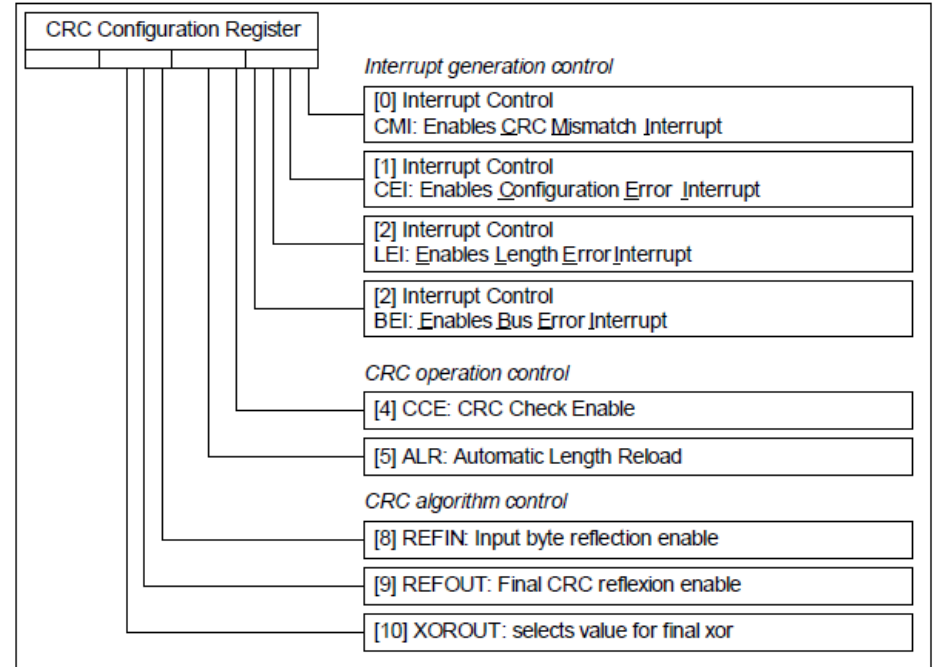 CRC Configuration Register
Interrupt generation control
[0] Interrupt Control
CMI: Enables CRC Mismatch Interrupt
[1] Interrupt Control
CEI: Enables Configuration Error Interrupt
[2] Interrupt Control
LEI: Enables Length Error Interrupt
[2] Interrupt Control
BEI: Enables Bus Error Interrupt
CRC operation control
[4] CCE: CRC Check Enable
[5] ALR: Automatic Length Reload
CRC algorithm control
[8] REFIN: Input byte reflection enable
[9] REFOUT: Final CRC reflexion enable
[10] XOROUT: selects value for final xor